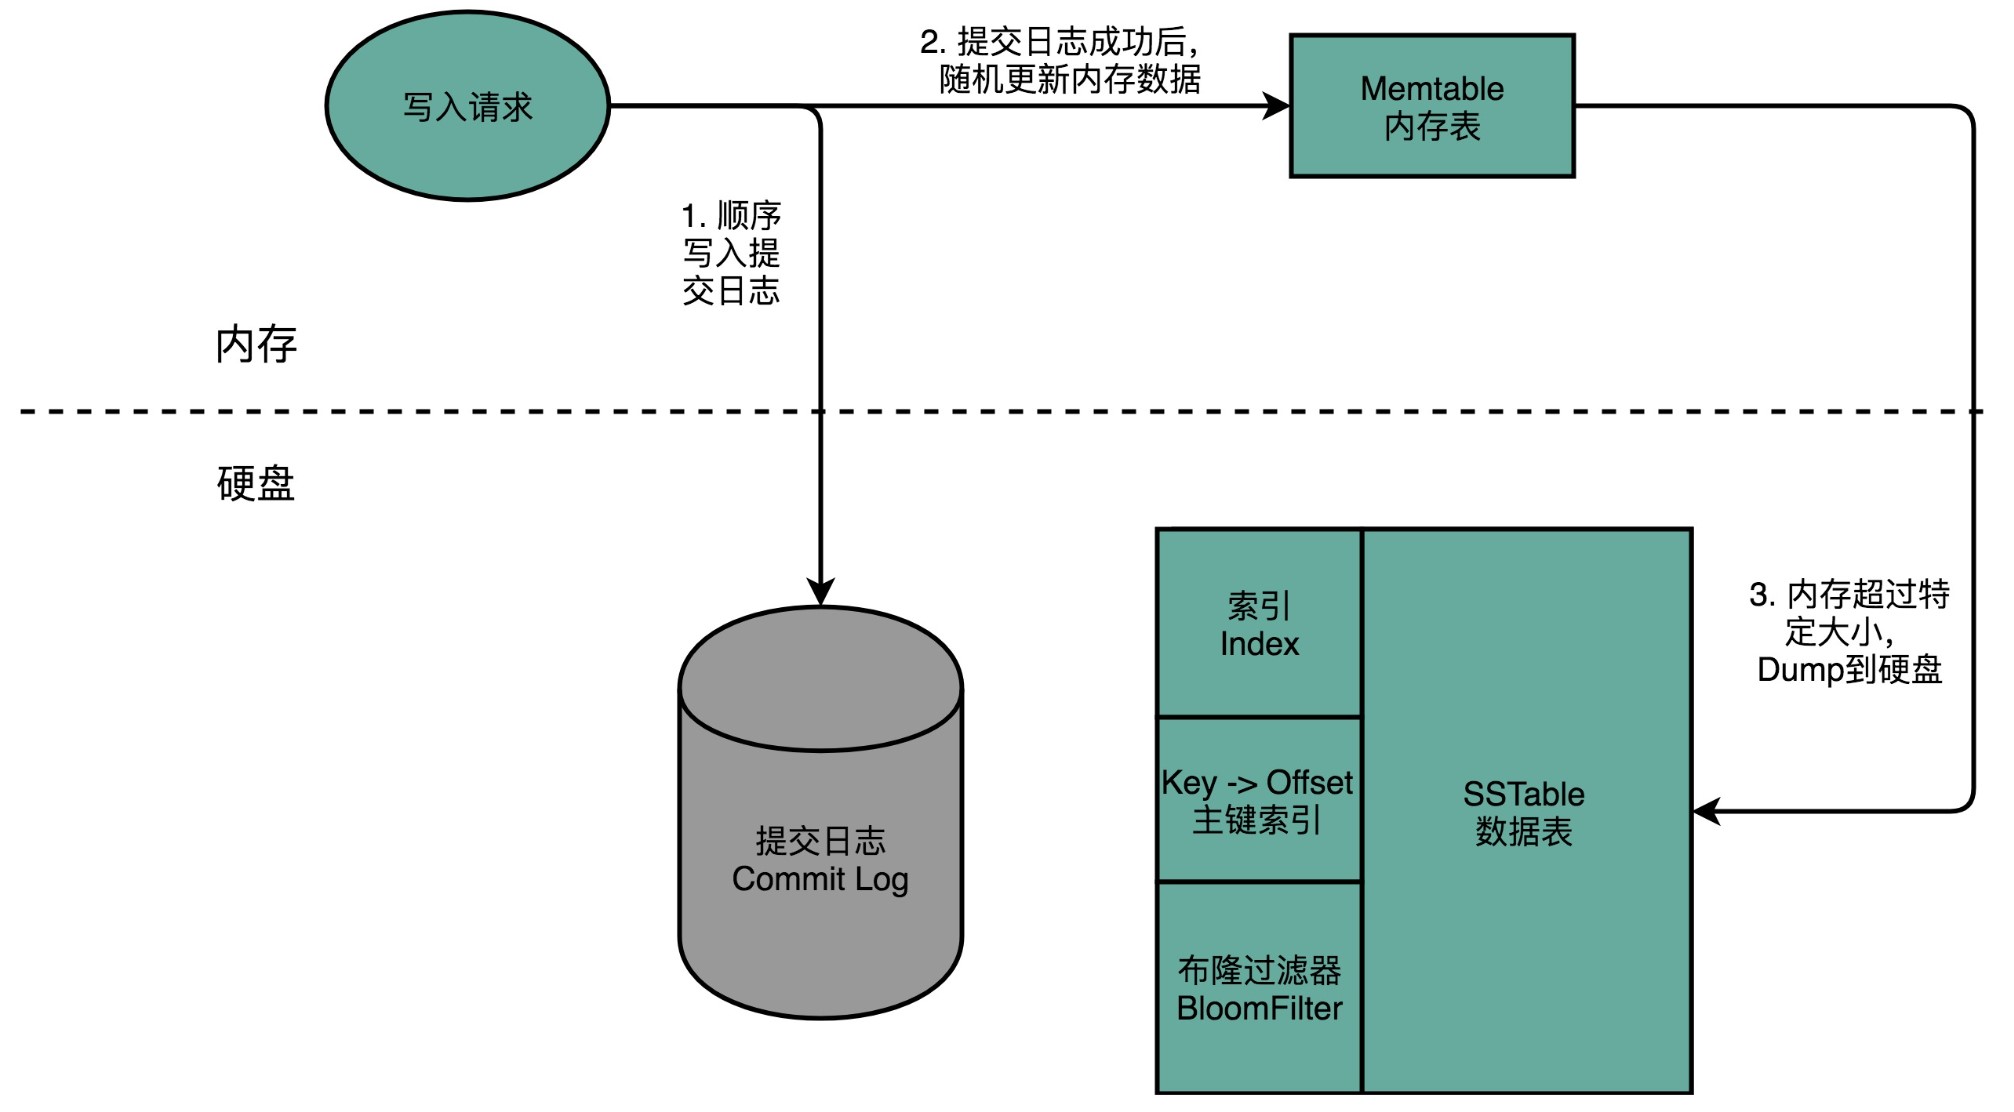 2. 提交日志成功后，
随机更新内存数据
写入请求
Memtable
内存表
1. 顺序
写入提
交日志
内存
硬盘
索引
Index
3. 内存超过特
定大小，
Dump到硬盘
Key -> Offset
主键索引
SSTable
数据表
提交日志
Commit Log
布隆过滤器
BloomFilter